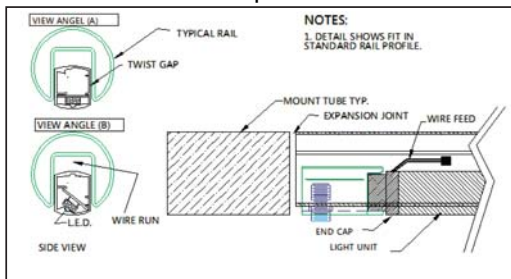 VIEW ANGEL (A)
TYPICAL RAIL
TWIST GAP
VIEW ANGLE (B)
L.E.D.
WIRE RUN
SIDE VIEW
NOTES:
1. DETAIL SHOWS FIT IN
STANDARD RAIL PROFILE.
MOUNT TUBE TYP.
EXPANSION JOINT
WIRE FEED
END CAP
LIGHT UNIT